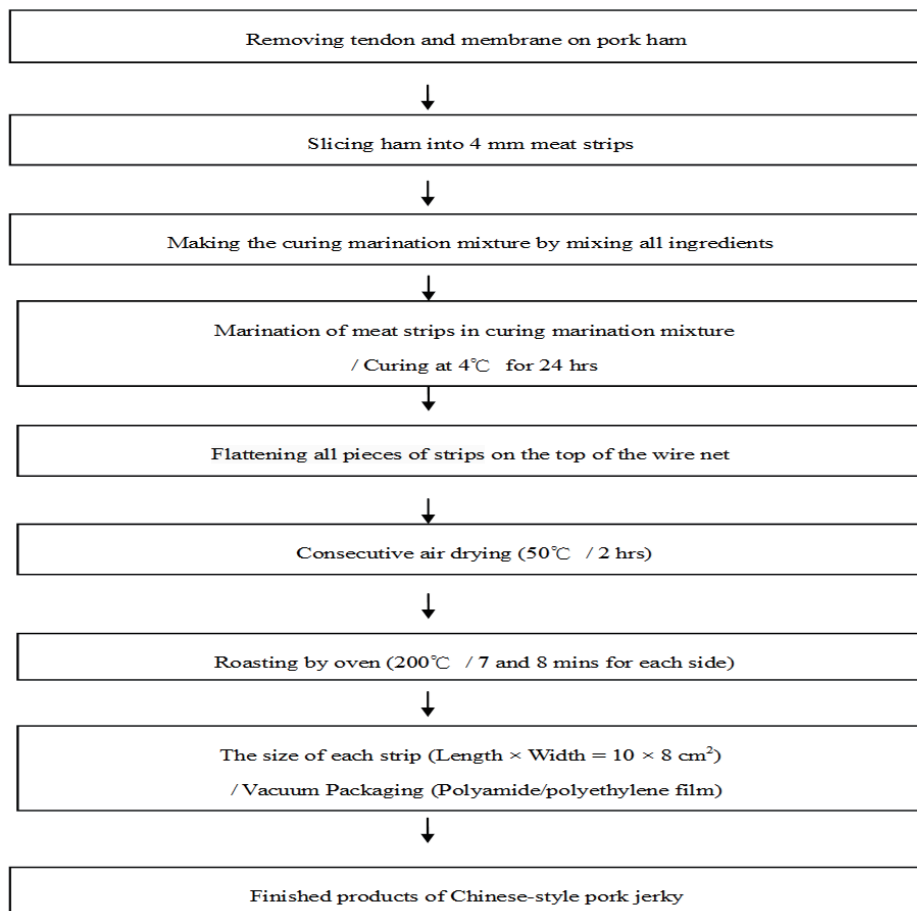 Removing tendon and membrane on pork ham
Slicing ham into 4 mm meat strips
Making the curing marination mixture by mixing all ingredients
Marination of meat strips in curing marination mixture
/ Curing at 4℃ for 24 hrs
Flattening all pieces of strips on the top of the wire net
Consecutive air drying (50℃ / 2 hrs)
Roasting by oven (200℃ / 7 and 8 mins for each side)
The size of each strip (Length × Width = 10 × 8 cm²)
/ Vacuum Packaging (Polyamide/polyethylene film)
Finished products of Chinese-style pork jerky